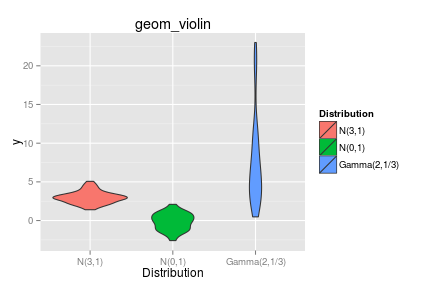 geom_violin
y
20
15
10
5
0
N(3,1)
N(0,1)
Gamma(2,1/3)
Distribution
Distribution
N(3,1)
N(0,1)
Gamma(2,1/3)